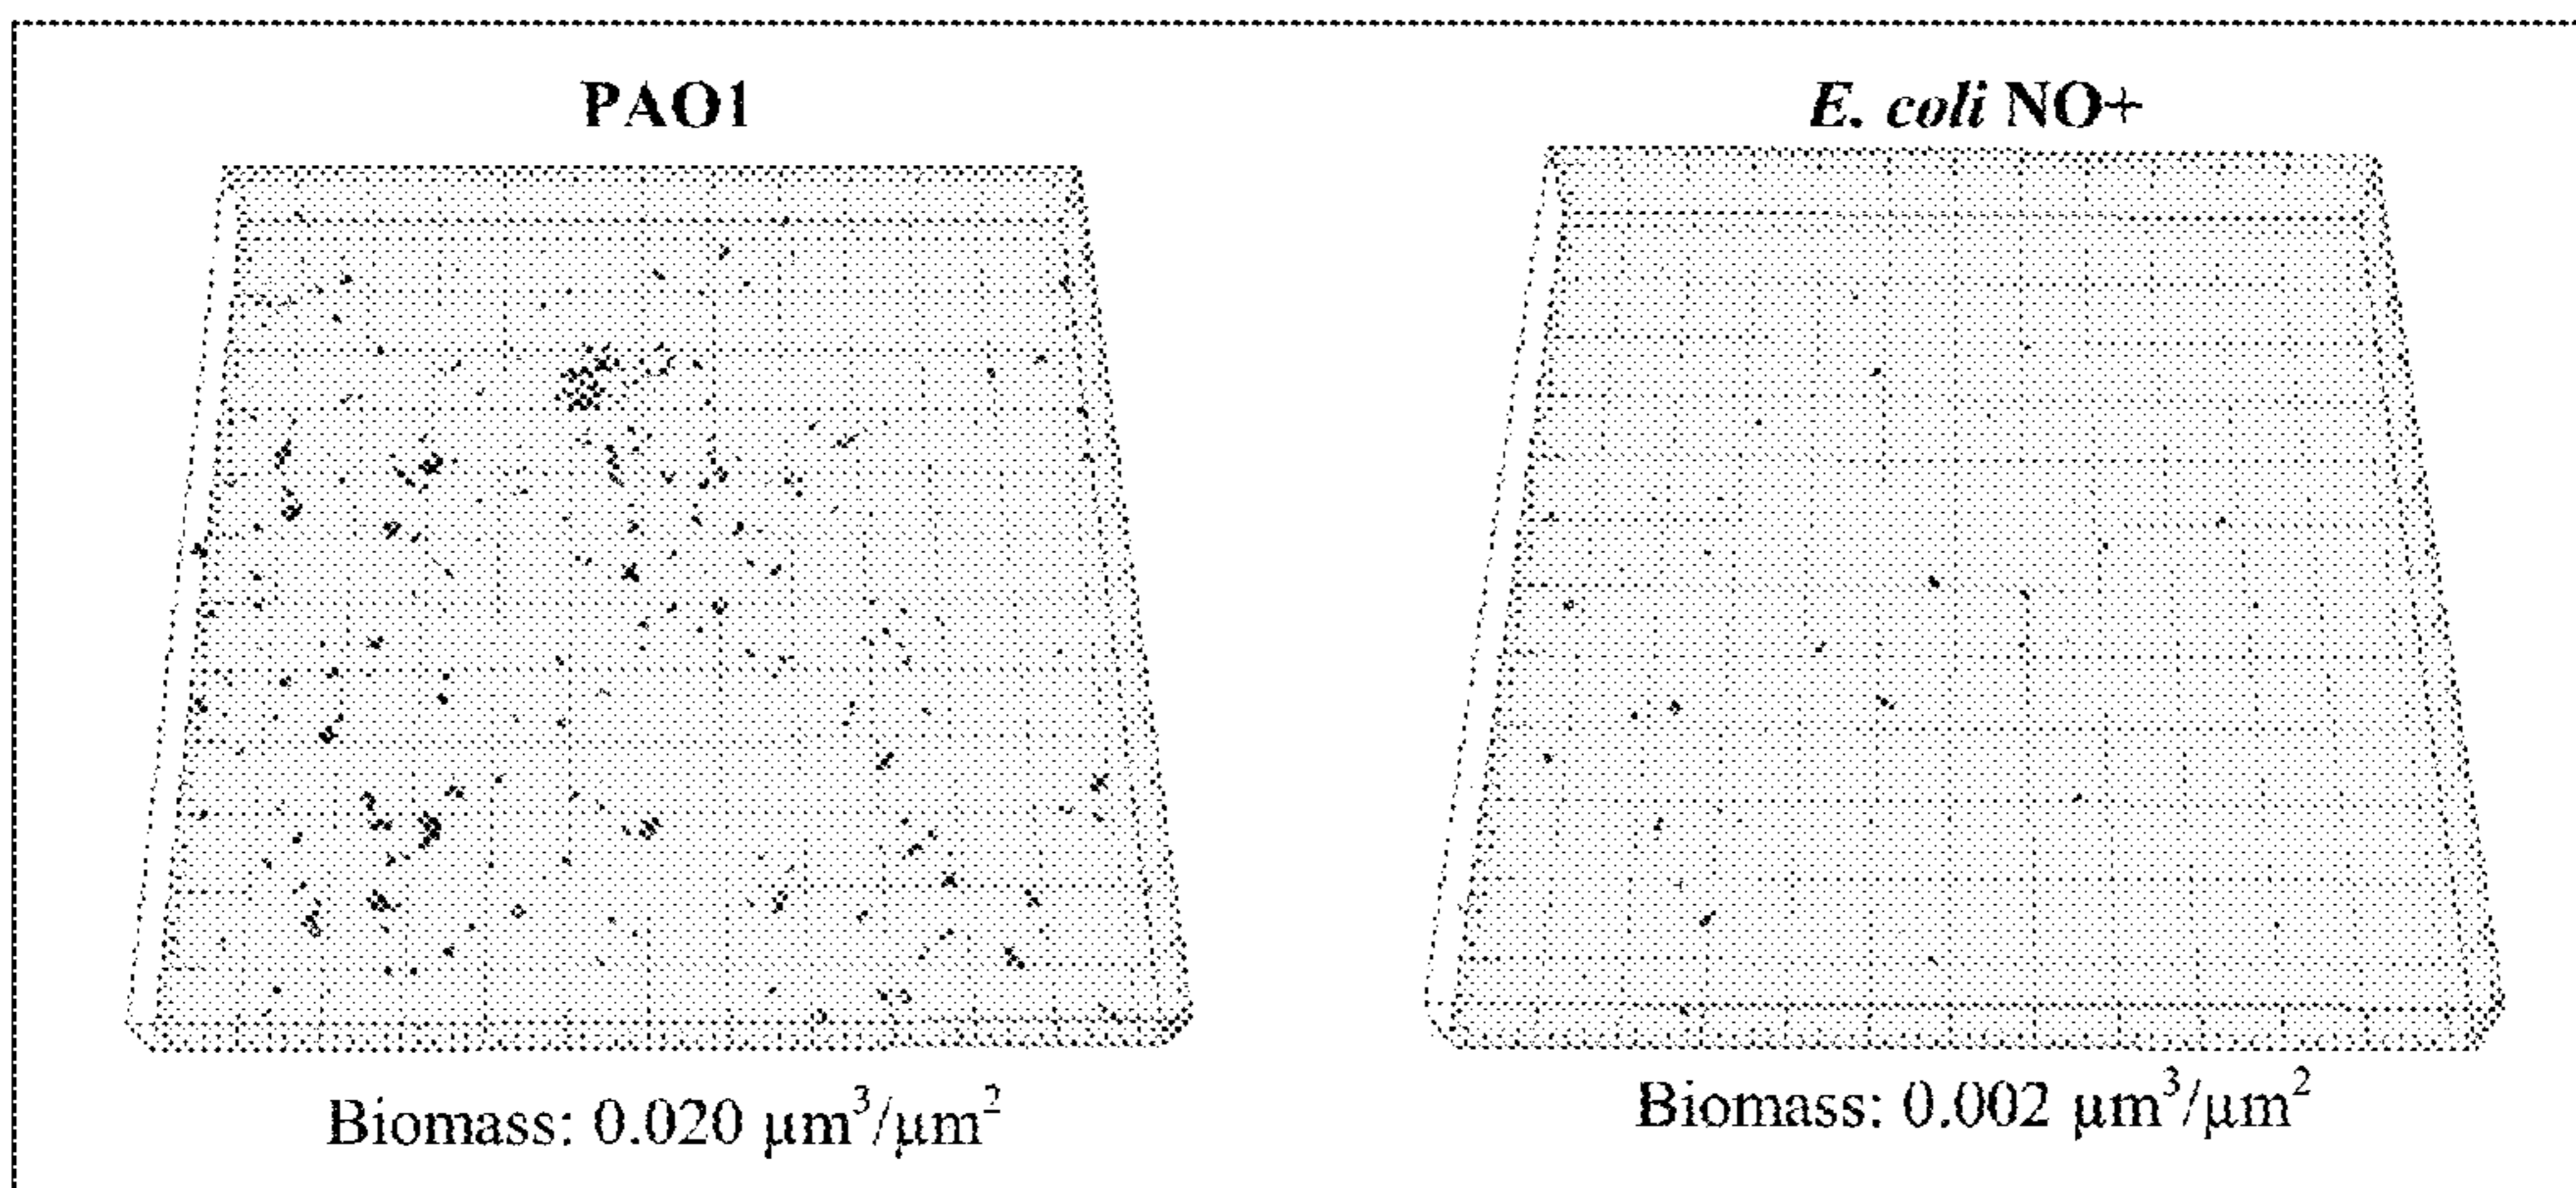 PAO1
E. coli NO+
Biomass: 0.020 μm³/μm²
Biomass: 0.002 μm³/μm²